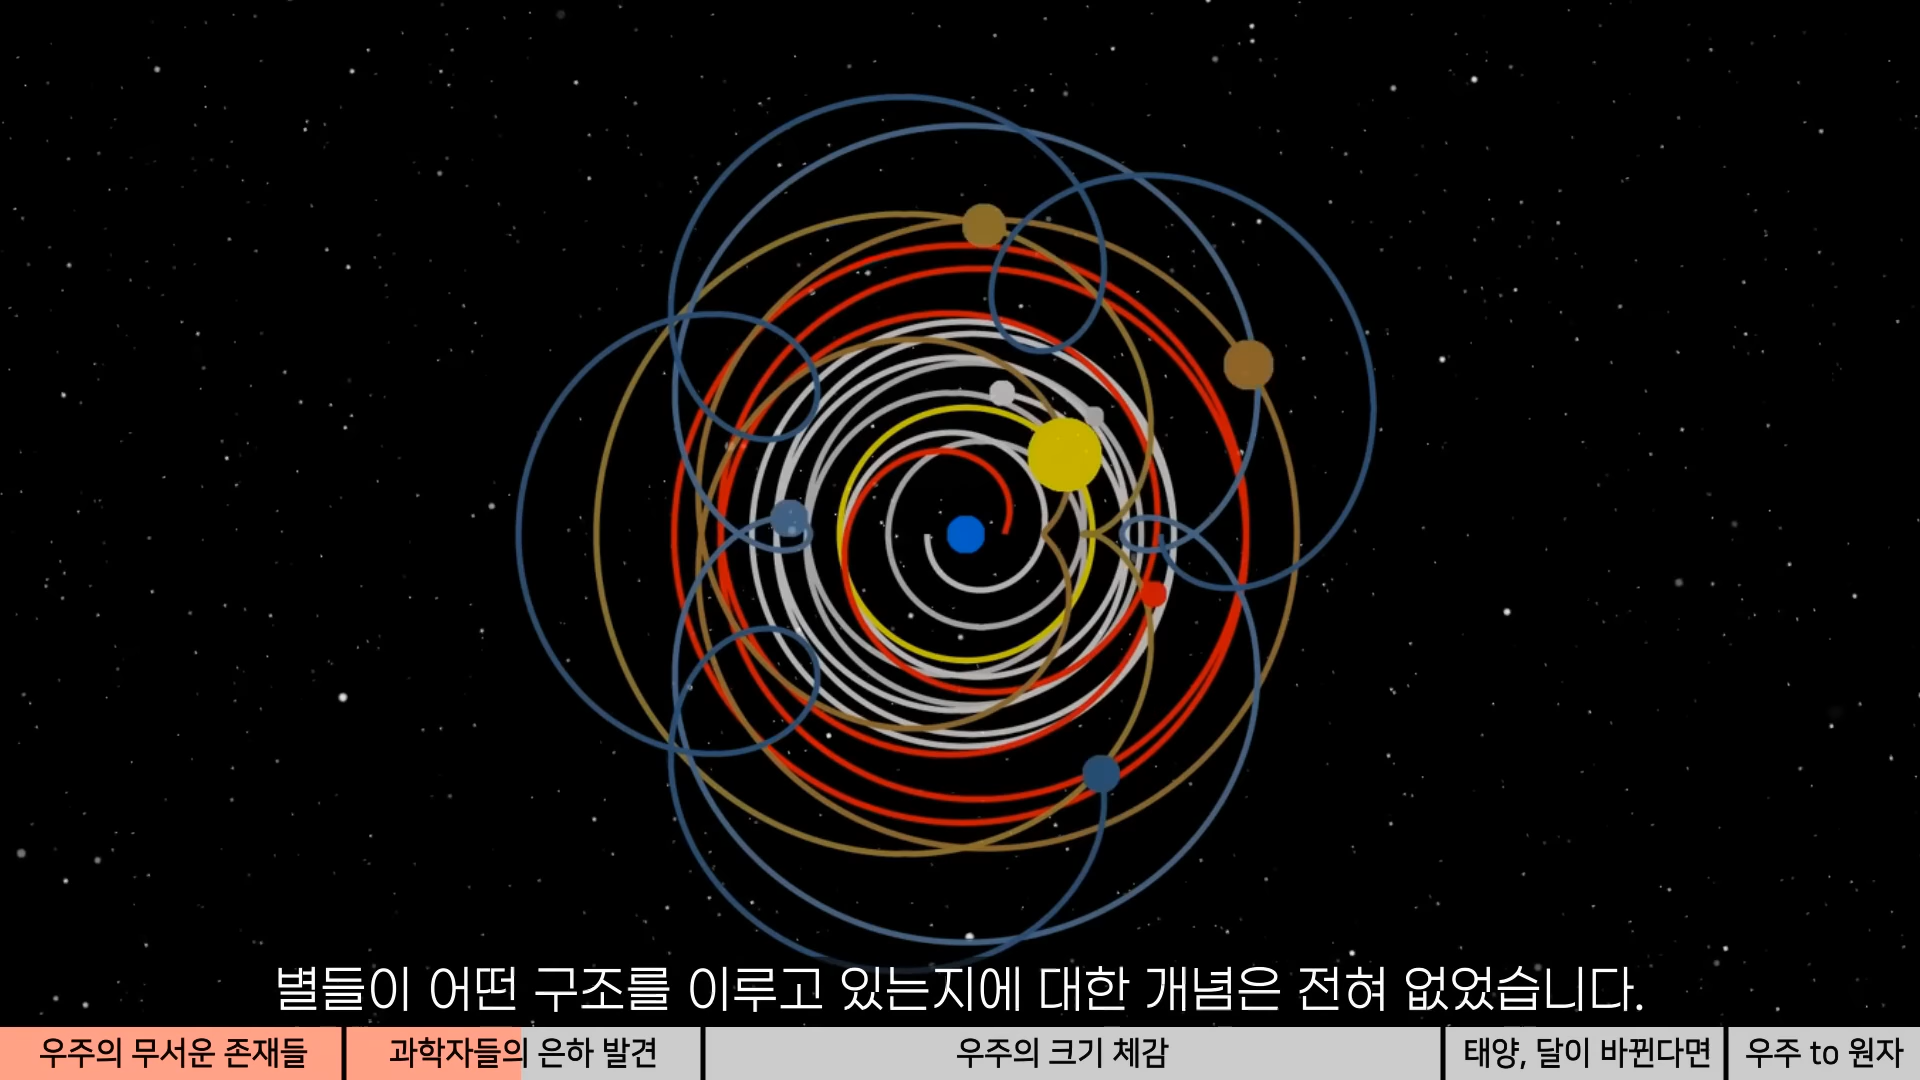 별들이 어떤 구조를 이루고 있는지에 대한 개념은 전혀 없었습니다.
우주의 무서운 존재들 과학자들의 은하 발견 우주의 크기 체감 태양, 달이 바뀐다면 우주 to 원자